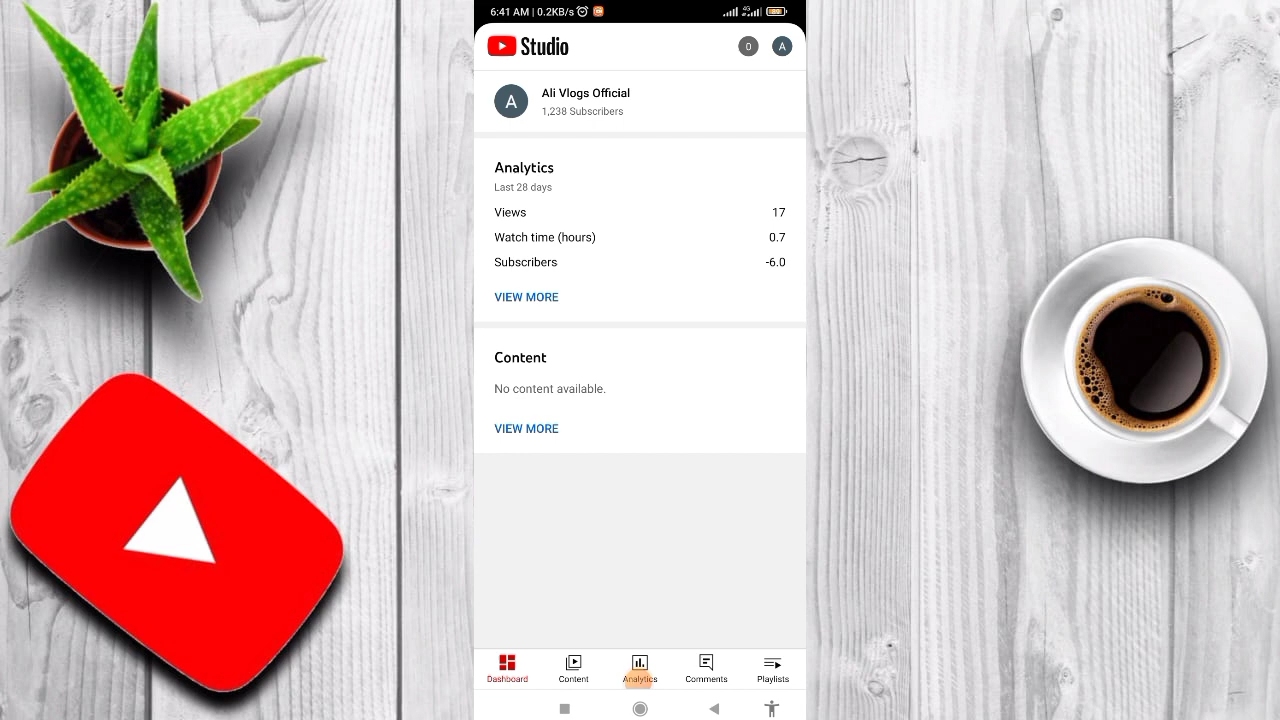 6:41 AM | 0.2KB/s
4G
89
Studio
0
A
A
Ali Vlogs Official
1,238 Subscribers
Analytics
Last 28 days
Views 17
Watch time (hours) 0.7
Subscribers -6.0
VIEW MORE
Content
No content available.
VIEW MORE
Dashboard Content Analytics Comments Playlists